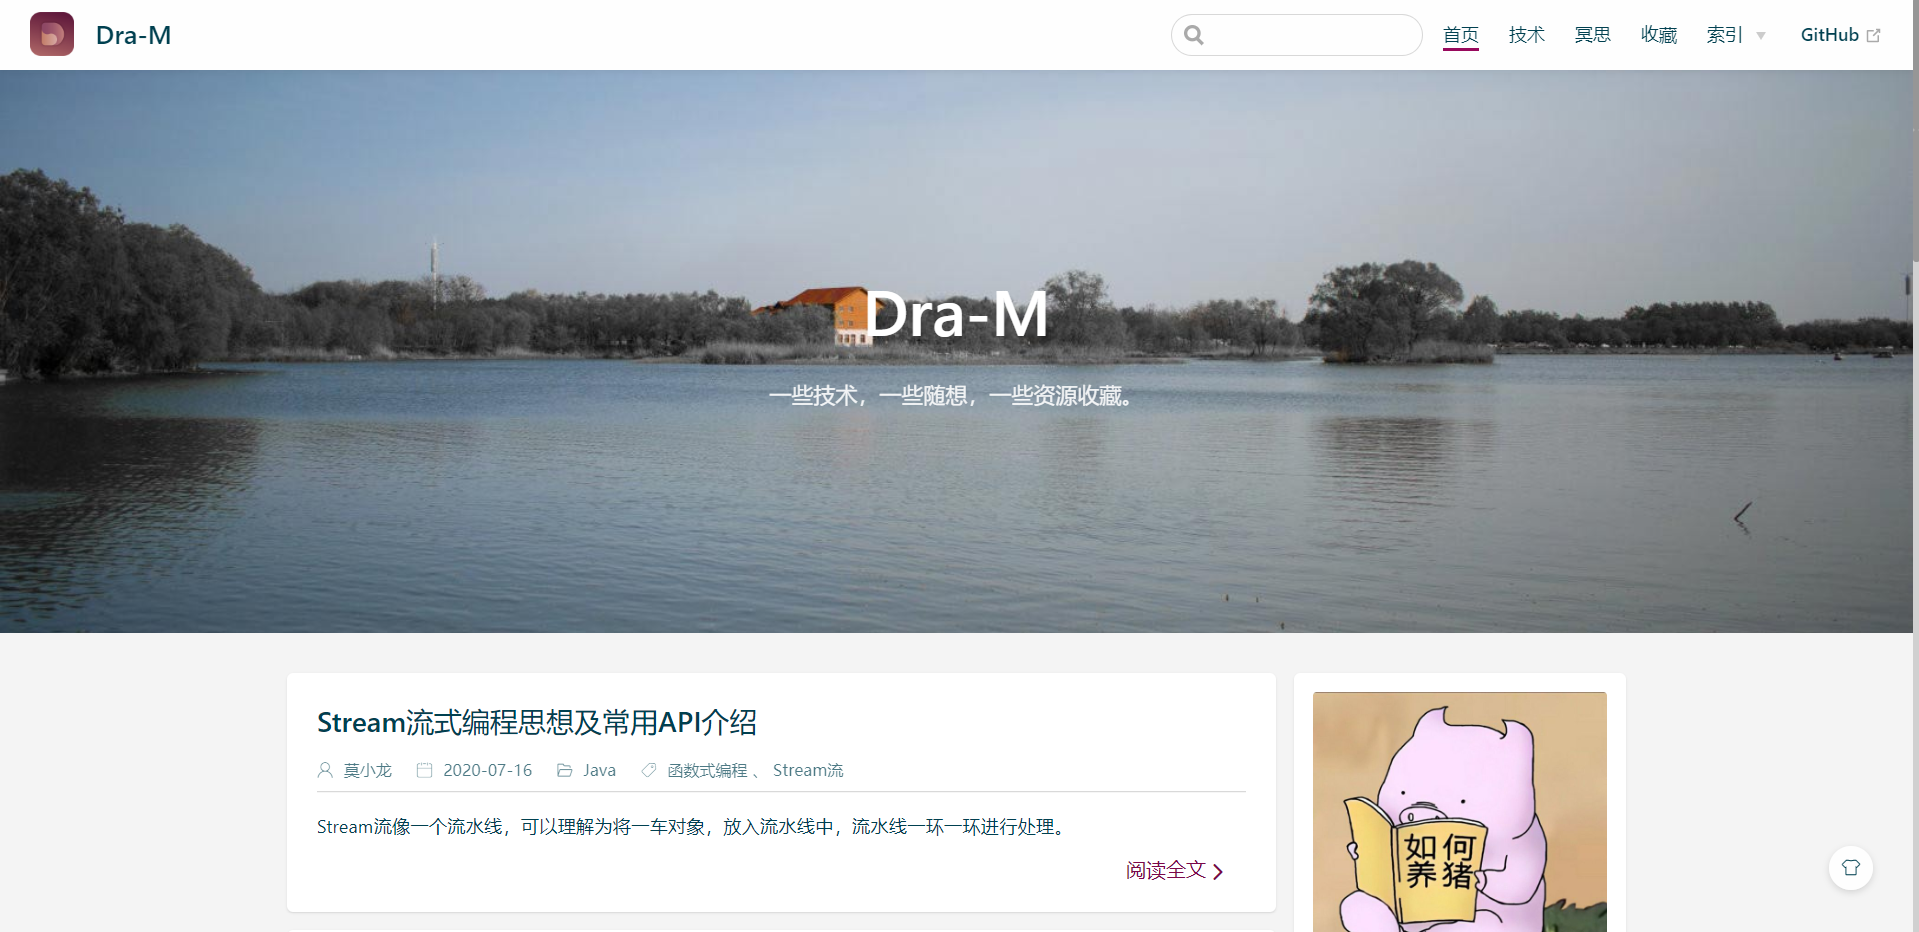 Dra-M
首页 技术 冥思 收藏 索引 GitHub
Dra-M
一些技术，一些随想，一些资源收藏。
Stream流式编程思想及常用API介绍
莫小龙 2020-07-16 Java 函数式编程 、 Stream流
Stream流像一个流水线，可以理解为将一车对象，放入流水线中，流水线一环一环进行处理。
阅读全文
如何
养猪